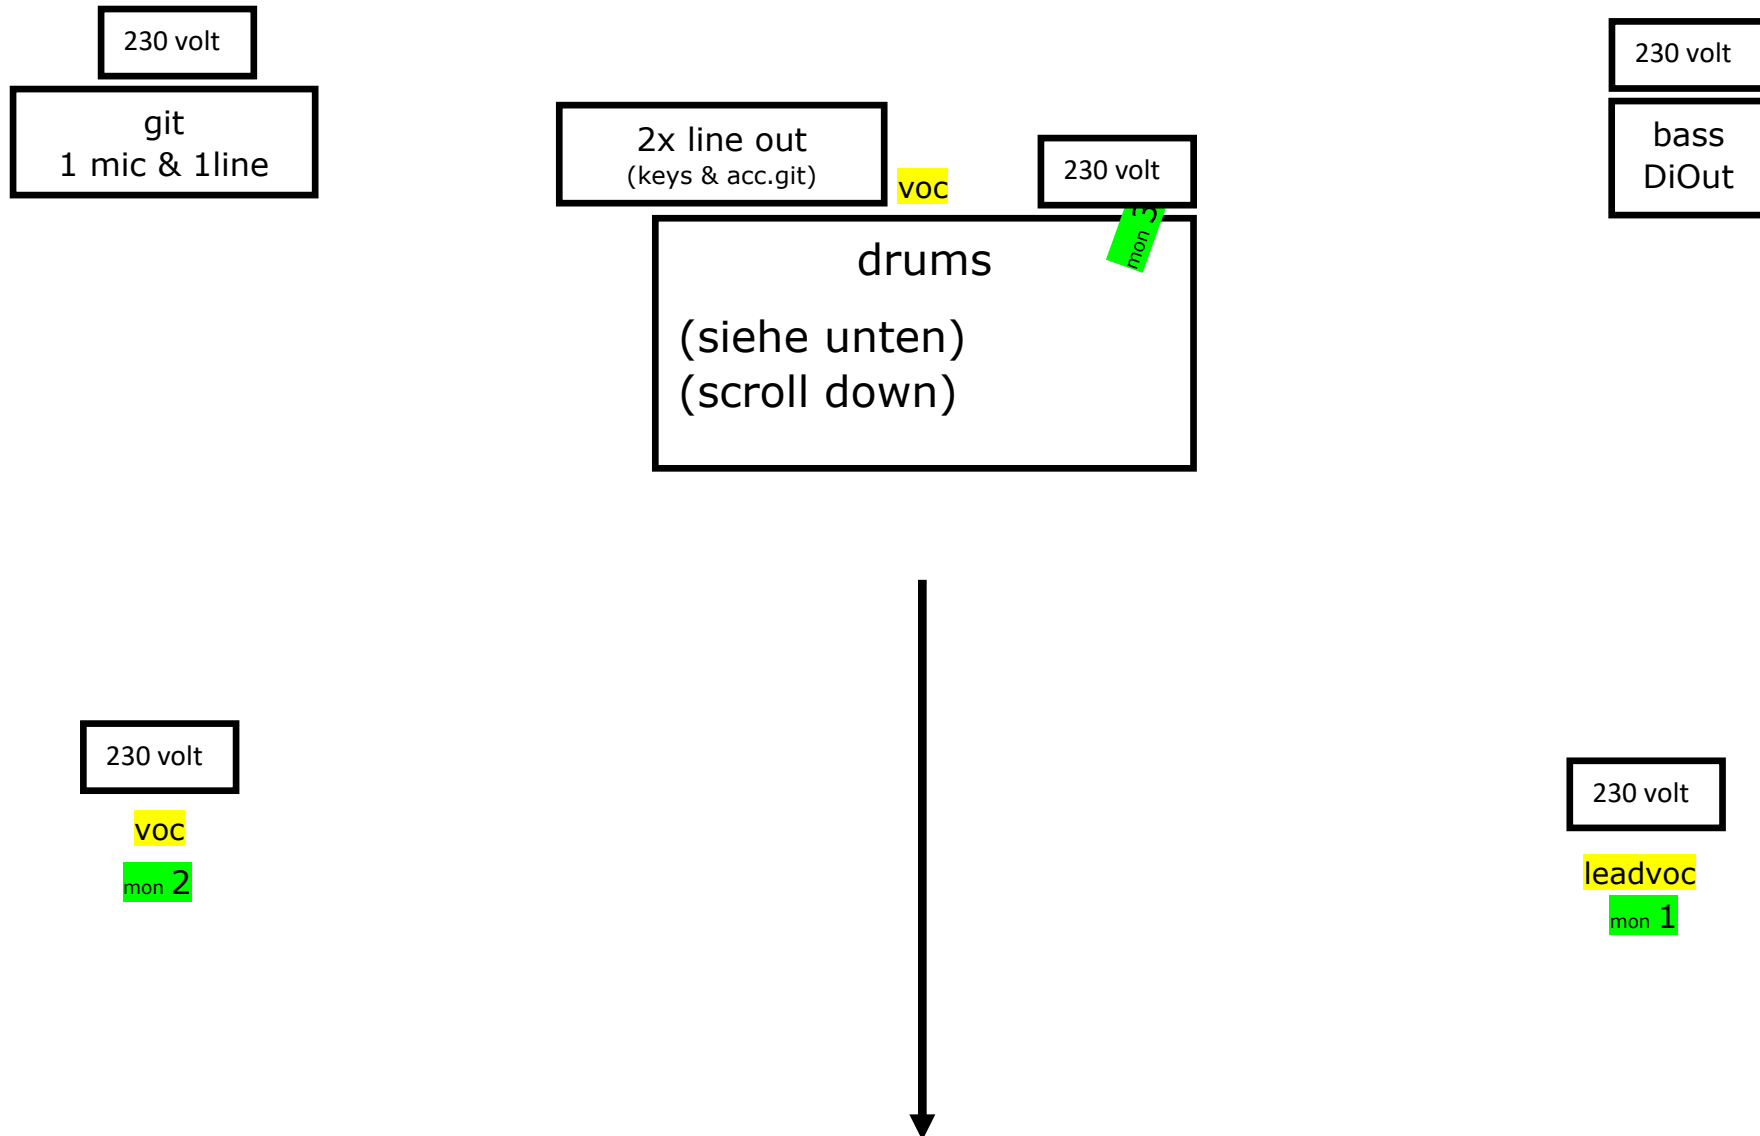 230 volt
git
1 mic & 1line
2x line out
(keys & acc.git)
voc
230 volt
mon 3
230 volt
bass
DiOut
drums
(siehe unten)
(scroll down)
230 volt
voc
mon 2
230 volt
leadvoc
mon 1